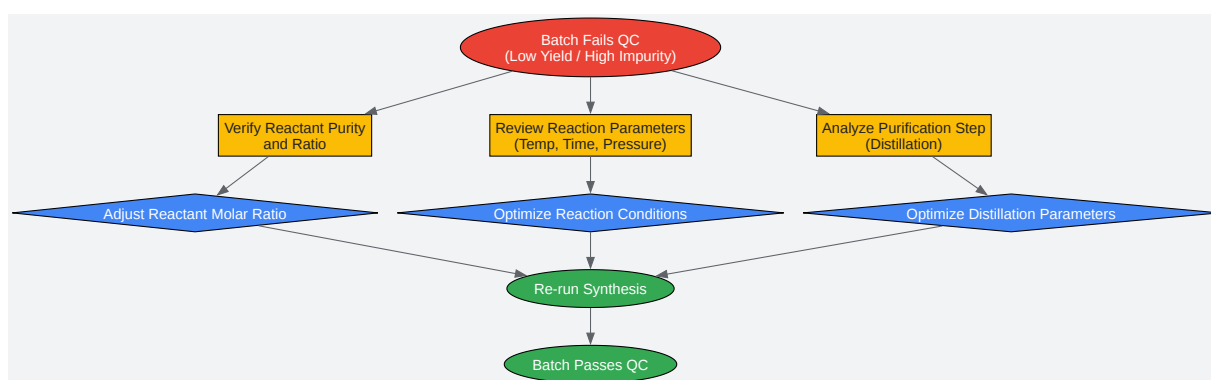 Batch Fails QC
(Low Yield / High Impurity)
Verify Reactant Purity
and Ratio
Review Reaction Parameters
(Temp, Time, Pressure)
Analyze Purification Step
(Distillation)
Adjust Reactant Molar Ratio
Optimize Reaction Conditions
Optimize Distillation Parameters
Re-run Synthesis
Batch Passes QC